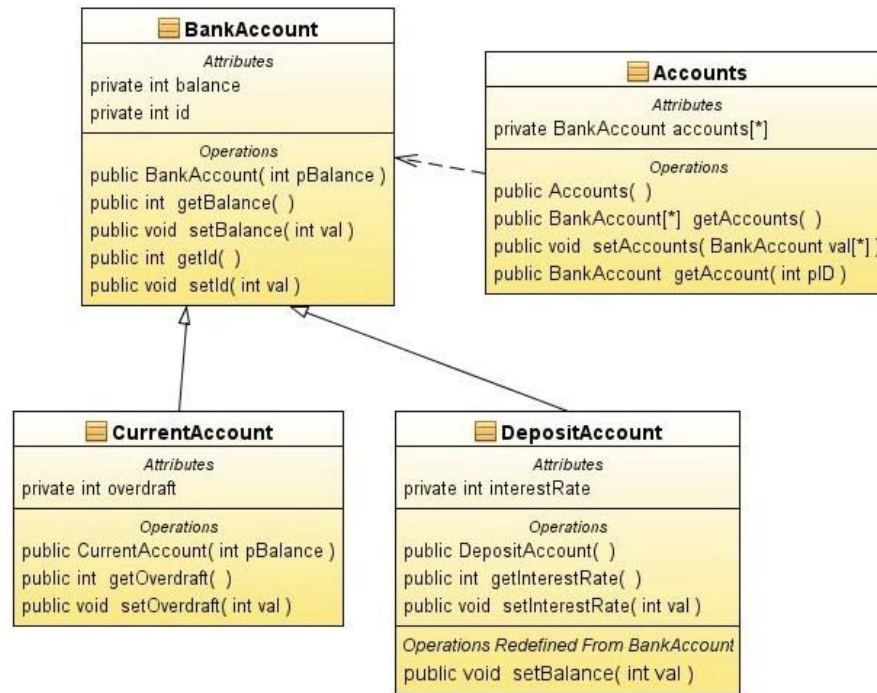 BankAccount
Attributes
private int balance
private int id
Operations
public BankAccount( int pBalance )
public int getBalance( )
public void setBalance( int val )
public int getId( )
public void setId( int val )
Accounts
Attributes
private BankAccount accounts[*]
Operations
public Accounts( )
public BankAccount[*] getAccounts( )
public void setAccounts( BankAccount val[*] )
public BankAccount getAccount( int pID )
CurrentAccount
Attributes
private int overdraft
Operations
public CurrentAccount( int pBalance )
public int getOverdraft( )
public void setOverdraft( int val )
DepositAccount
Attributes
private int interestRate
Operations
public DepositAccount( )
public int getInterestRate( )
public void setInterestRate( int val )
Operations Redefined From BankAccount
public void setBalance( int val )